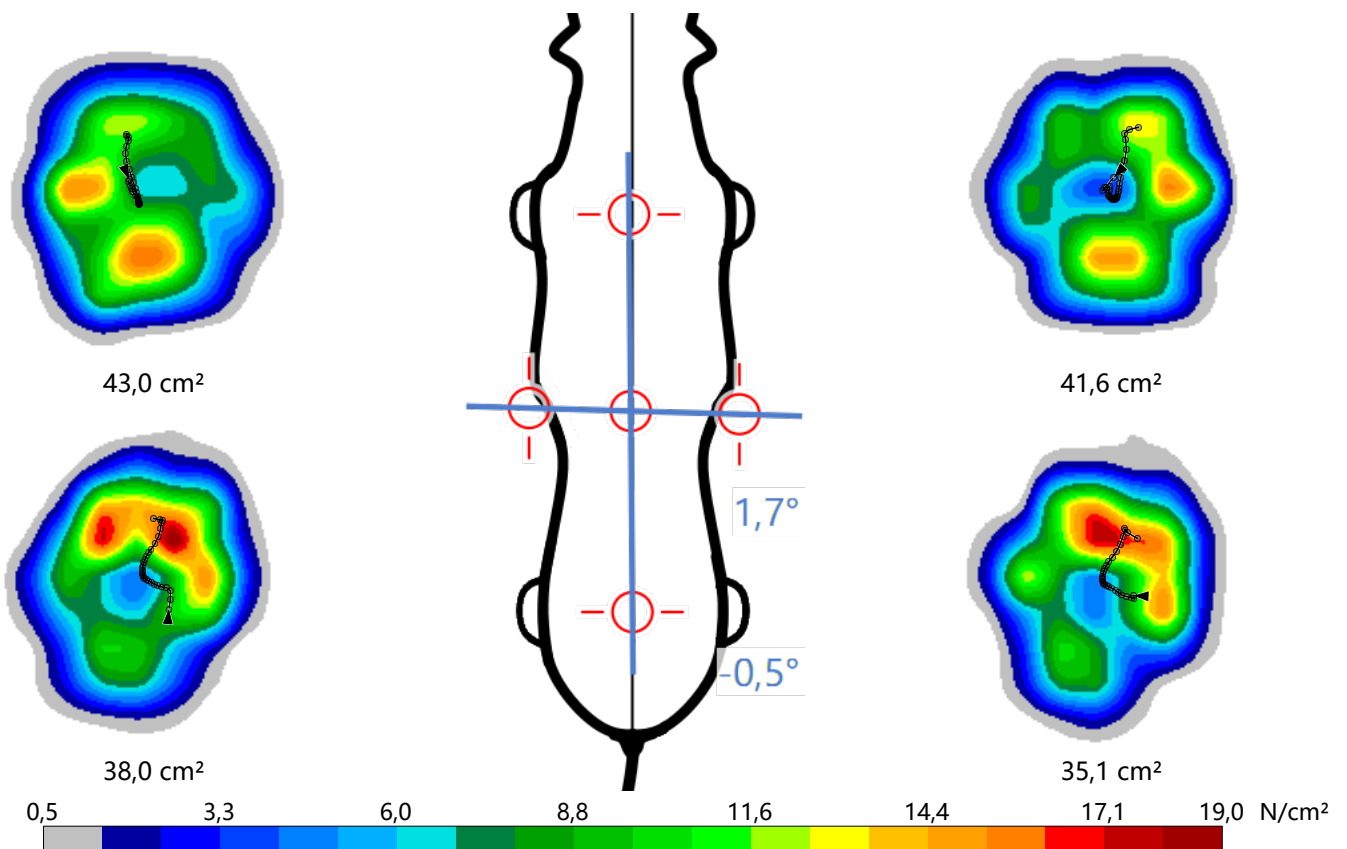 43,0 cm²
41,6 cm²
1,7°
-0,5°
38,0 cm²
35,1 cm²
0,5 3,3 6,0 8,8 11,6 14,4 17,1 19,0 N/cm²